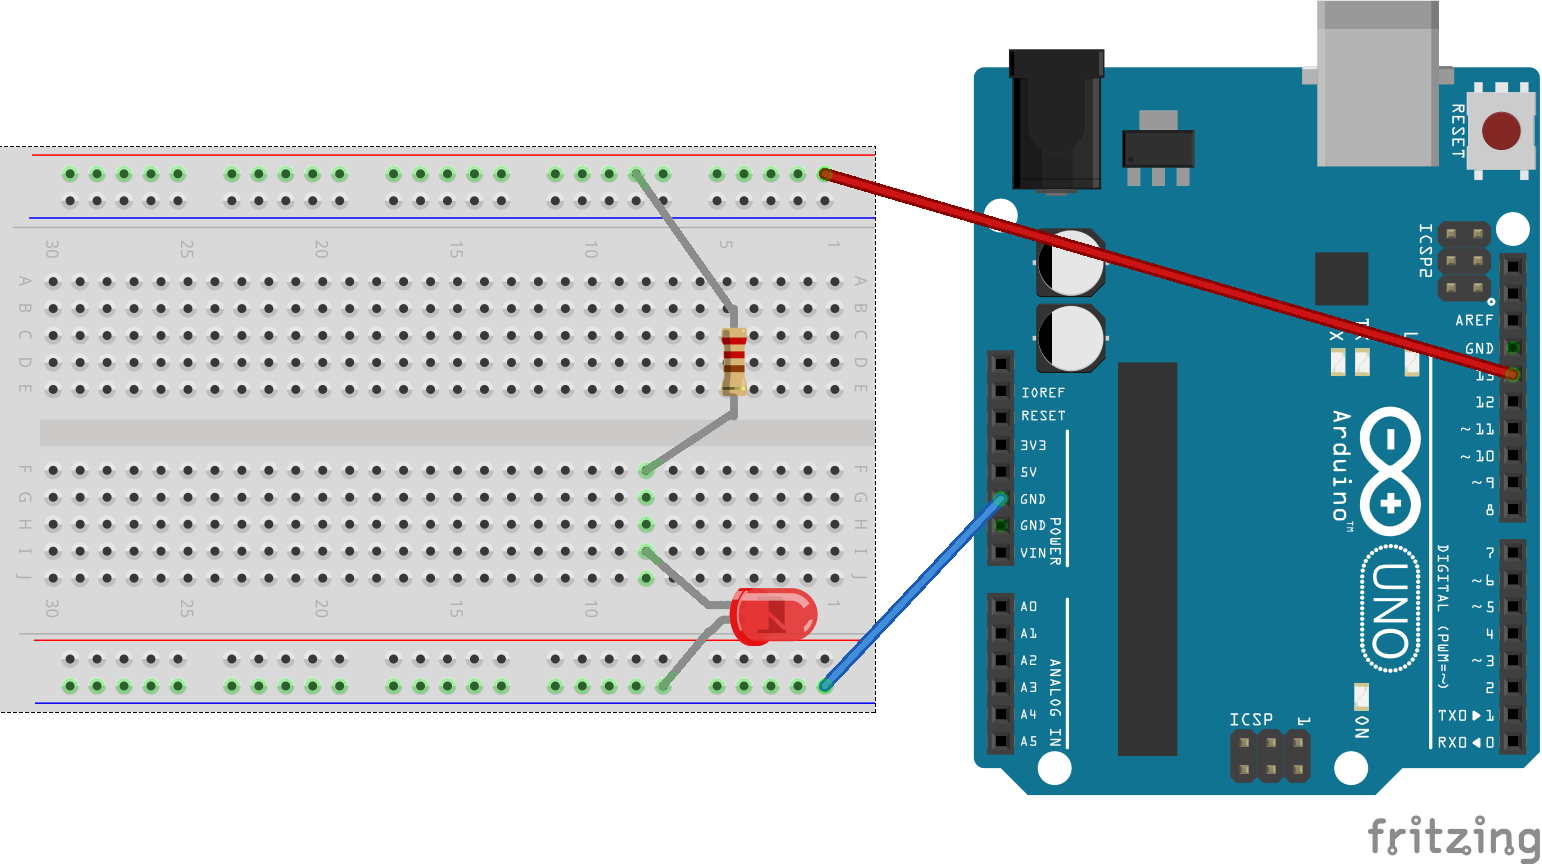 RESET
ICSP2
AREF
GND
13
12
~11
~10
~9
8
L
TX
X
Arduino™
IOREF
RESET
3V3
5V
GND
GND
VIN
POWER
UNO
7
~6
~5
4
~3
2
TX0▶1
RX0◀0
DIGITAL (PWM=~)
A0
A1
A2
A3
A4
A5
ANALOG IN
ICSP
1
ON
30 25 20 15 10 5 1
A A
B B
C C
D D
E E
F F
G G
H H
I I
J J
30 25 20 15 10 1
fritzing